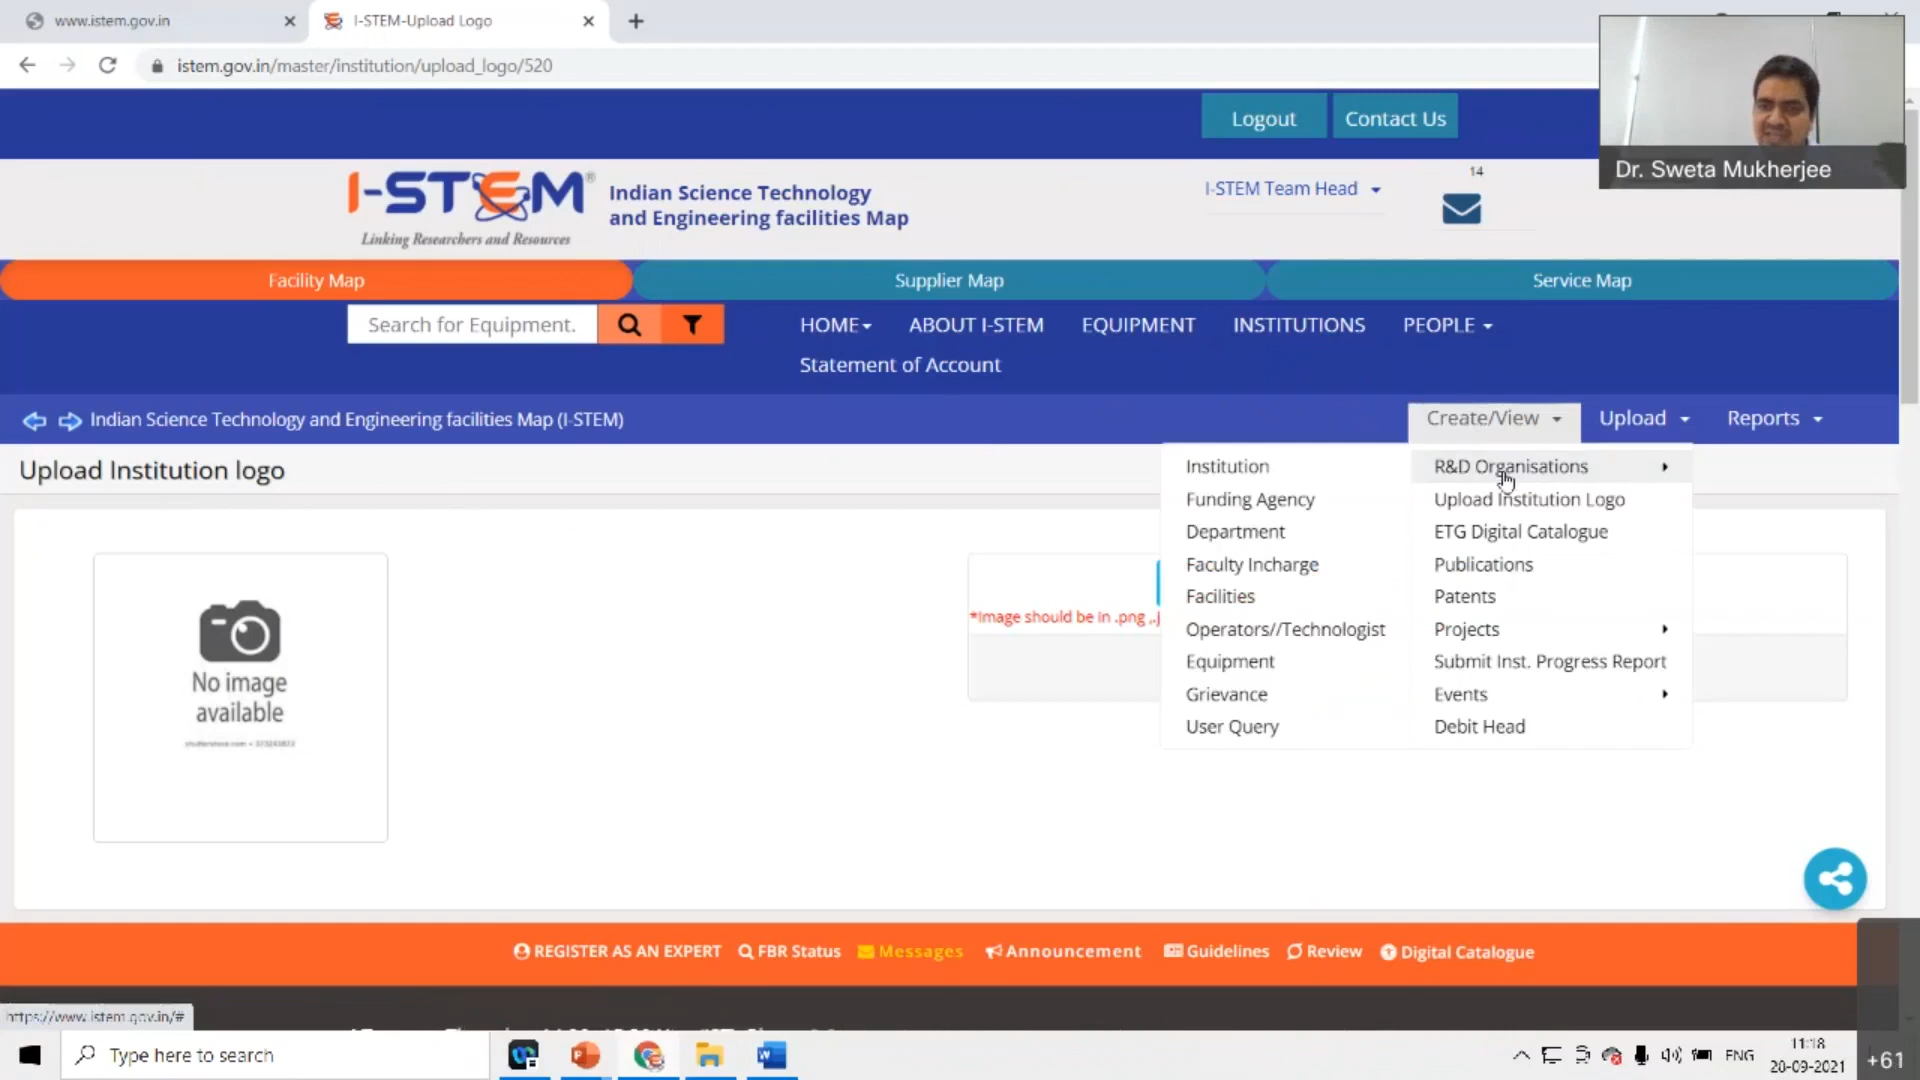 www.istem.gov.in
I-STEM-Upload Logo
istem.gov.in/master/institution/upload_logo/520
Logout
Contact Us
Dr. Sweta Mukherjee
I-STEM
Linking Researchers and Resources
Indian Science Technology
and Engineering facilities Map
I-STEM Team Head
14
Facility Map
Supplier Map
Service Map
Search for Equipment.
HOME
ABOUT I-STEM
EQUIPMENT
INSTITUTIONS
PEOPLE
Statement of Account
Indian Science Technology and Engineering facilities Map (I-STEM)
Create/View
Upload
Reports
Upload Institution logo
Institution
Funding Agency
Department
Faculty Incharge
Facilities
Operators//Technologist
Equipment
Grievance
User Query
R&D Organisations
Upload Institution Logo
ETG Digital Catalogue
Publications
Patents
Projects
Submit Inst. Progress Report
Events
Debit Head
No image
available
*Image should be in .png ,.j
REGISTER AS AN EXPERT
FBR Status
Messages
Announcement
Guidelines
Review
Digital Catalogue
https://www.istem.gov.in/#
Type here to search
ENG
11:18
28-09-2021
+61